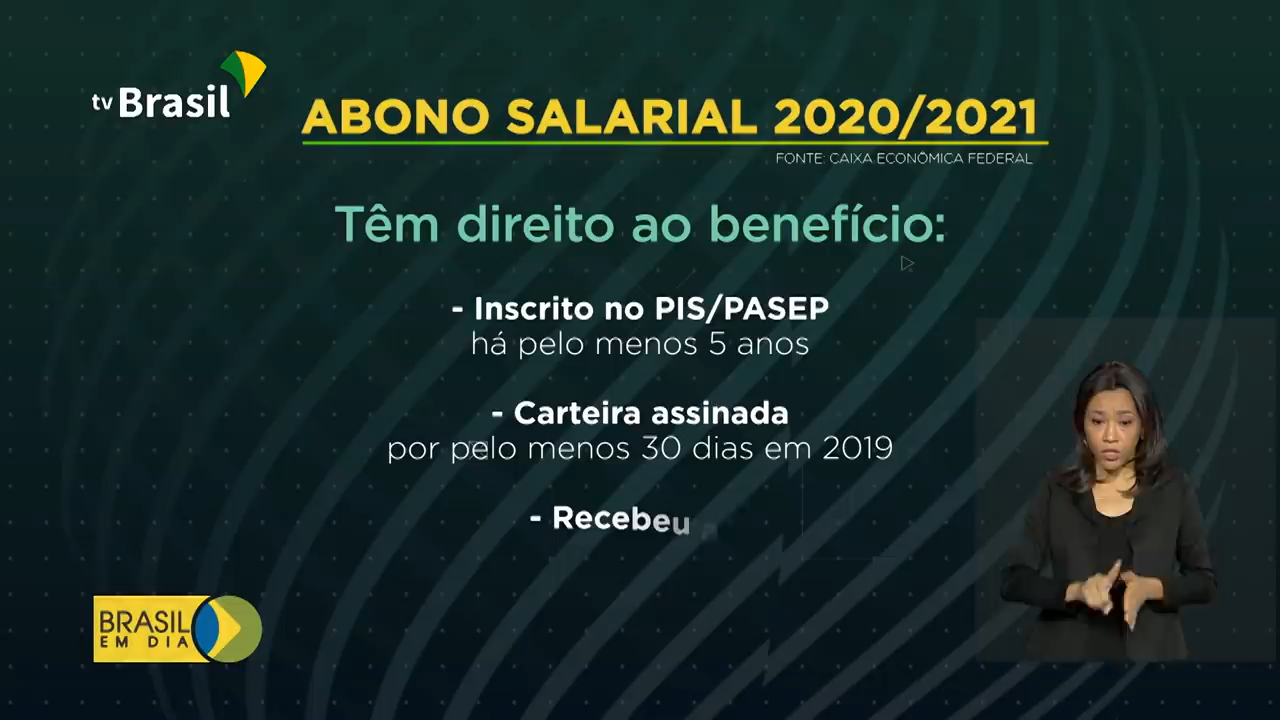 tv Brasil
ABONO SALARIAL 2020/2021
FONTE: CAIXA ECONÔMICA FEDERAL
Têm direito ao benefício:
- Inscrito no PIS/PASEP
há pelo menos 5 anos
- Carteira assinada
por pelo menos 30 dias em 2019
- Recebeu
BRASIL
EM DIA